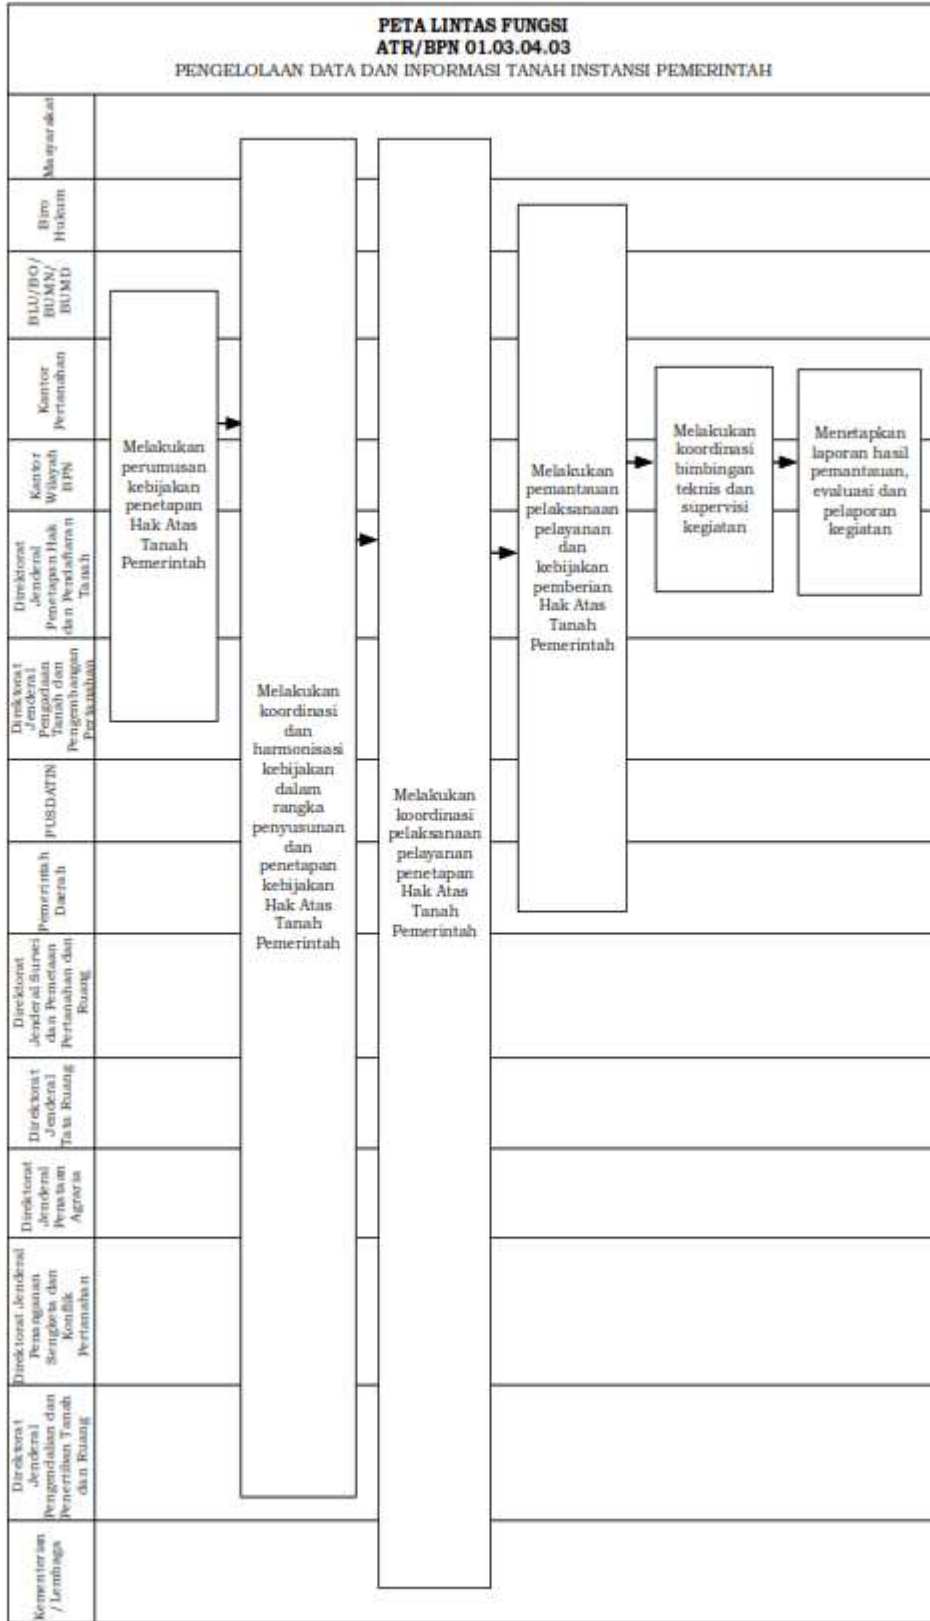 PETA LINTAS FUNGSI
ATR/BPN 01.03.04.03
PENGELOLAAN DATA DAN INFORMASI TANAH INSTANSI PEMERINTAH
Masyarakat
Biro
Hukum
BLU/BO/
BUMN/
BUMD
Kantor
Pertanahan
Kantor
Wilayah
BPN
Direktorat
Jenderal
Penetapan Hak
dan Pendaftaran
Tanah
Direktorat
Jenderal
Pengadaan
Tanah dan
Pengembangan
Pertanahan
PUSDATIN
Pemerintah
Daerah
Direktorat
Jenderal Survei
dan Pemetaan
Pertanahan dan
Ruang
Direktorat
Jenderal
Tata Ruang
Direktorat
Jenderal
Penataan
Agraria
Direktorat Jenderal
Penanganan
Sengketa dan
Konflik
Pertanahan
Direktorat
Jenderal
Pengendalian dan
Penertiban Tanah
dan Ruang
Kementerian
/ Lembaga
Melakukan
perumusan
kebijakan
penetapan
Hak Atas
Tanah
Pemerintah
Melakukan
koordinasi
dan
harmonisasi
kebijakan
dalam
rangka
penyusunan
dan
penetapan
kebijakan
Hak Atas
Tanah
Pemerintah
Melakukan
koordinasi
pelaksanaan
pelayanan
penetapan
Hak Atas
Tanah
Pemerintah
Melakukan
pemantauan
pelaksanaan
pelayanan
dan
kebijakan
pemberian
Hak Atas
Tanah
Pemerintah
Melakukan
koordinasi
bimbingan
teknis dan
supervisi
kegiatan
Menetapkan
laporan hasil
pemantauan,
evaluasi dan
pelaporan
kegiatan